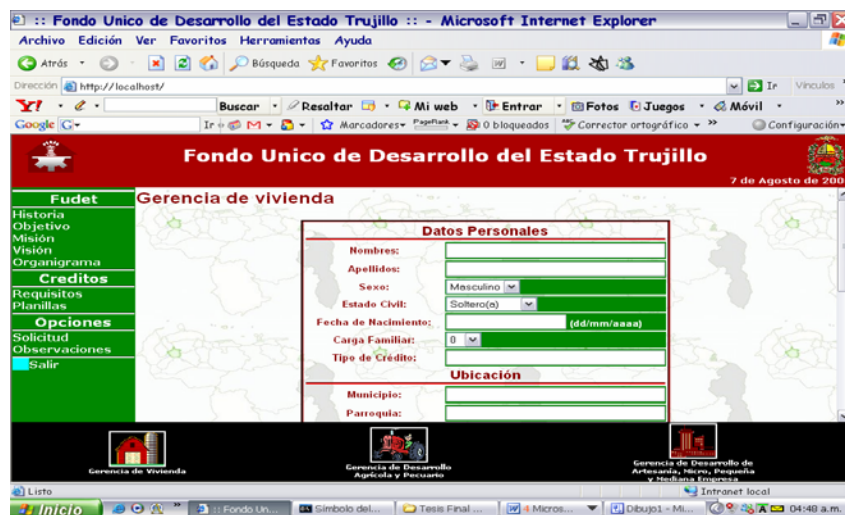 :: Fondo Unico de Desarrollo del Estado Trujillo :: - Microsoft Internet Explorer
Archivo Edición Ver Favoritos Herramientas Ayuda
Atrás Búsqueda Favoritos
Dirección http://localhost/ Ir Vínculos »
Y! Buscar Resaltar Mi web Entrar Fotos Juegos Móvil »
Google G Ir Marcadores PageRank 0 bloqueados Corrector ortográfico » Configuración
Fondo Unico de Desarrollo del Estado Trujillo
7 de Agosto de 200
Fudet
Historia
Objetivo
Misión
Visión
Organigrama
Creditos
Requisitos
Planillas
Opciones
Solicitud
Observaciones
Salir
Gerencia de vivienda
Datos Personales
Nombres:
Apellidos:
Sexo: Masculino
Estado Civil: Soltero(a)
Fecha de Nacimiento: (dd/mm/aaaa)
Carga Familiar: 0
Tipo de Crédito:
Ubicación
Municipio:
Parroquia:
Gerencia de Vivienda
Gerencia de Desarrollo
Agrícola y Pecuario
Gerencia de Desarrollo de
Artesanía, Micro, Pequeña
y Mediana Empresa
Listo Intranet local
Inicio » :: Fondo Un... Símbolo del... Tesis Final ... 4 Micros... Dibujo1 - Mi... 04:48 a.m.